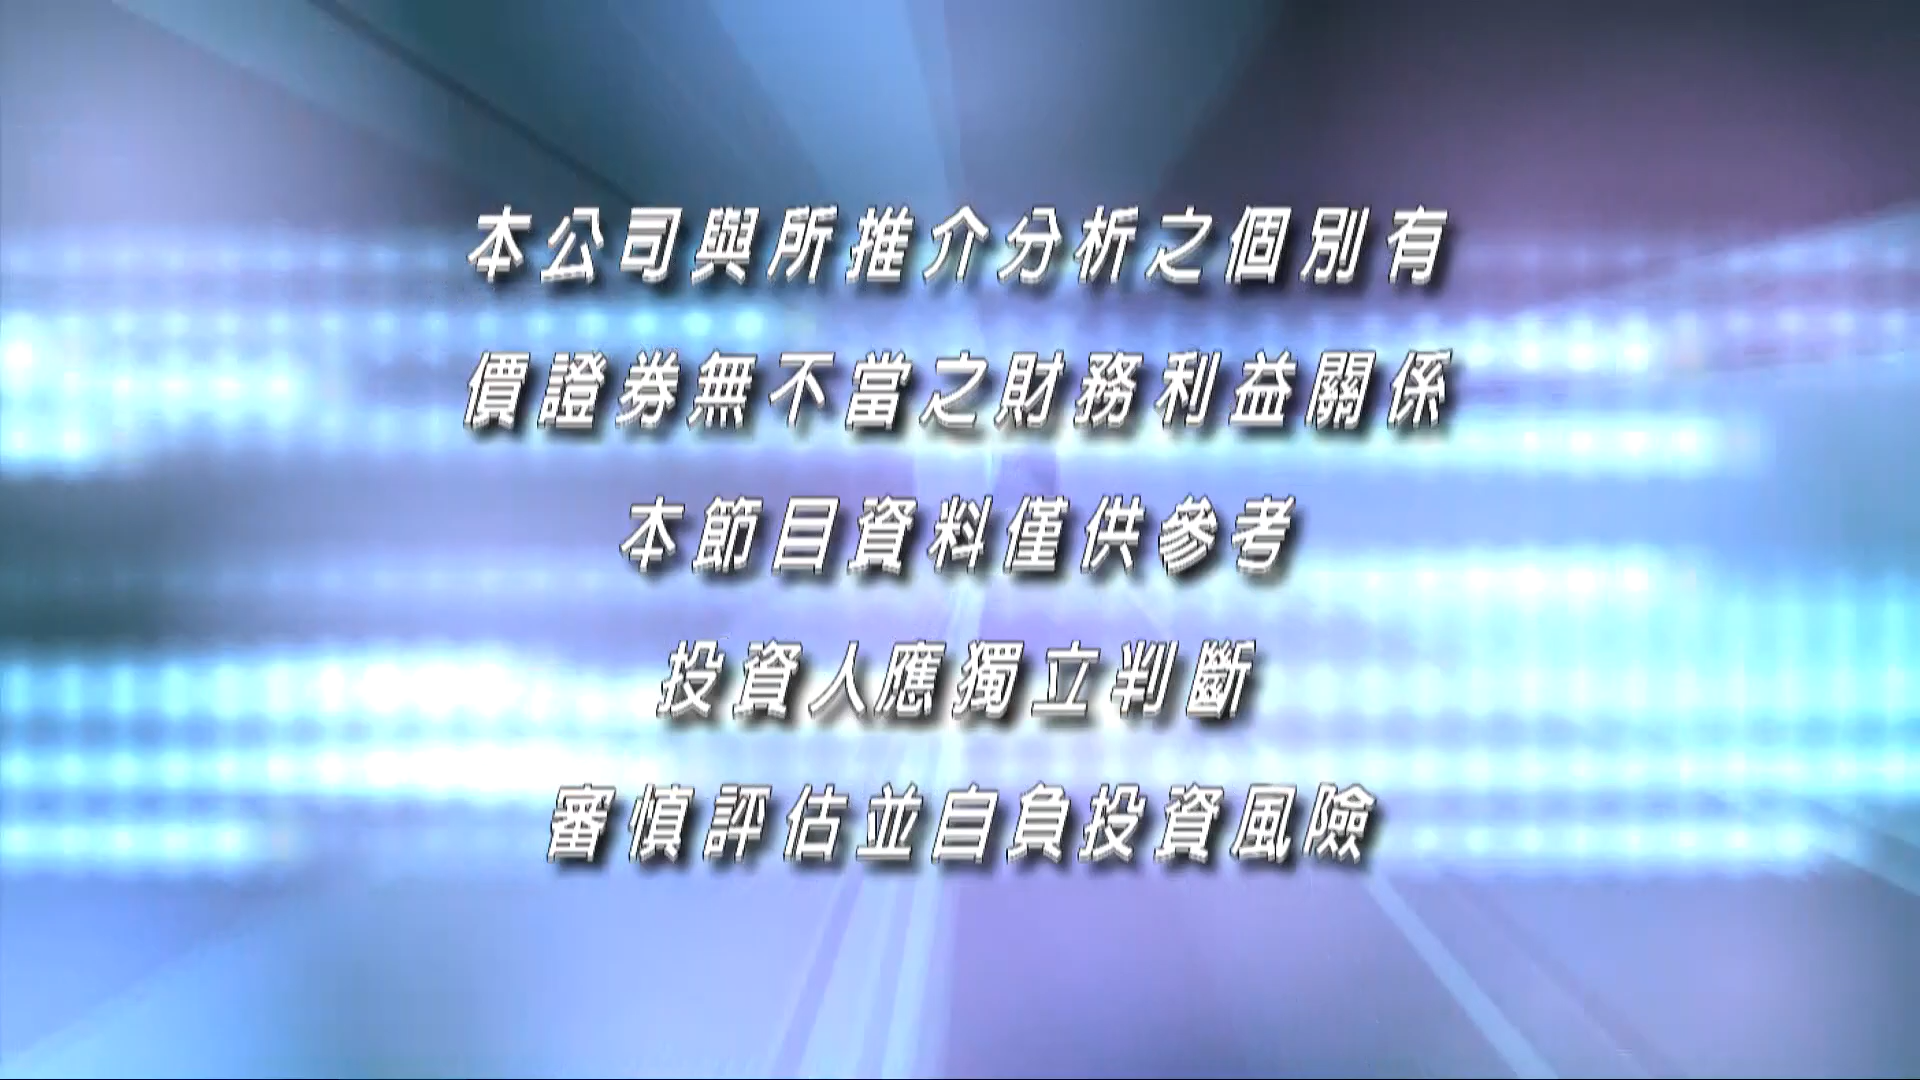 本公司與所推介分析之個別有
價證券無不當之財務利益關係
本節目資料僅供參考
投資人應獨立判斷
審慎評估並自負投資風險